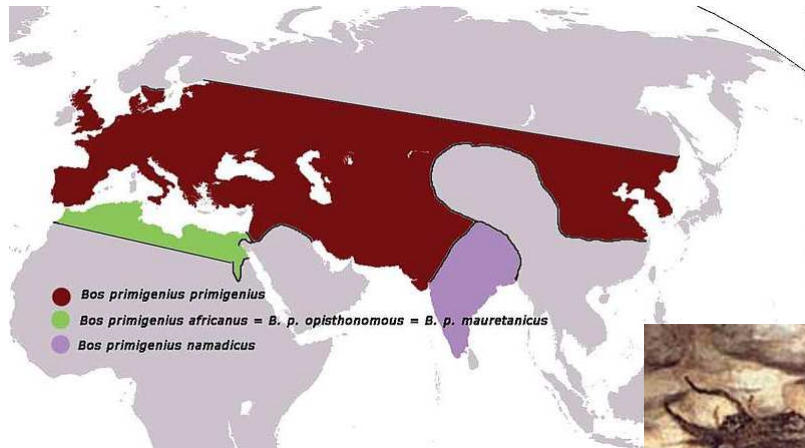 Bos primigenius primigenius
Bos primigenius africanus = B. p. opisthonomous = B. p. mauretanicus
Bos primigenius namadicus